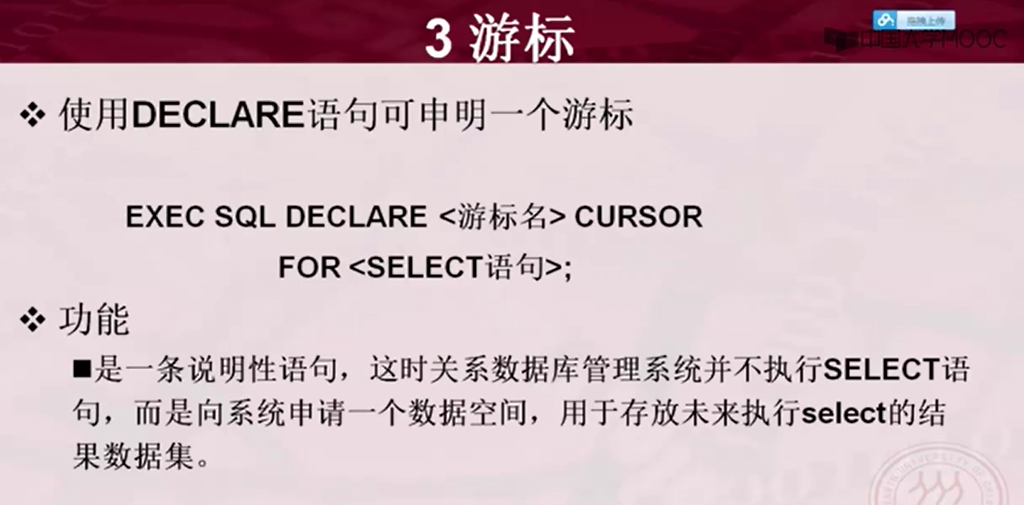 3 游标
拖拽上传
中国大学MOOC
❖ 使用DECLARE语句可申明一个游标
EXEC SQL DECLARE <游标名> CURSOR
FOR <SELECT语句>;
❖ 功能
■是一条说明性语句，这时关系数据库管理系统并不执行SELECT语
句，而是向系统申请一个数据空间，用于存放未来执行select的结
果数据集。